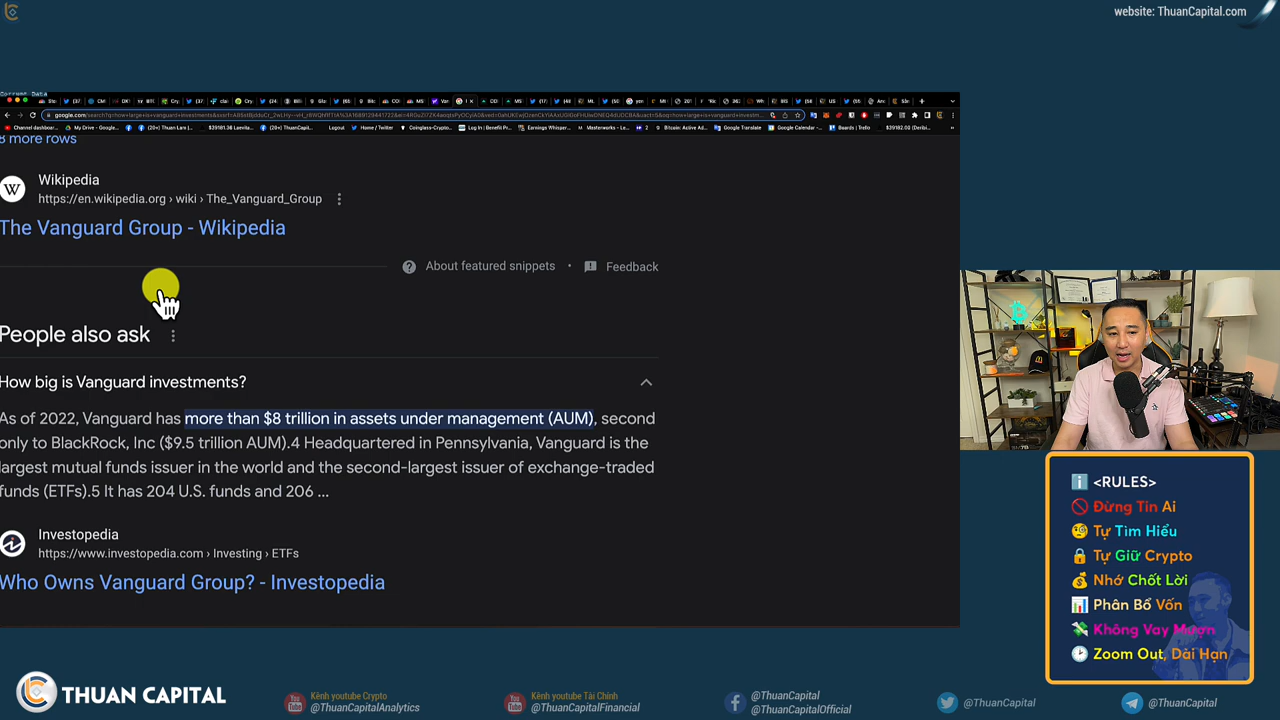 website: ThuanCapital.com
8 more rows
Wikipedia
https://en.wikipedia.org › wiki › The_Vanguard_Group
The Vanguard Group - Wikipedia
About featured snippets • Feedback
People also ask
How big is Vanguard investments?
As of 2022, Vanguard has more than $8 trillion in assets under management (AUM), second
only to BlackRock, Inc ($9.5 trillion AUM).4 Headquartered in Pennsylvania, Vanguard is the
largest mutual funds issuer in the world and the second-largest issuer of exchange-traded
funds (ETFs).5 It has 204 U.S. funds and 206 ...
Investopedia
https://www.investopedia.com › Investing › ETFs
Who Owns Vanguard Group? - Investopedia
<RULES>
Đừng Tin Ai
Tự Tìm Hiểu
Tự Giữ Crypto
Nhớ Chốt Lời
Phân Bổ Vốn
Không Vay Mượn
Zoom Out, Dài Hạn
THUAN CAPITAL
Kênh youtube Crypto
@ThuanCapitalAnalytics
Kênh youtube Tài Chính
@ThuanCapitalFinancial
@ThuanCapital
@ThuanCapitalOfficial
@ThuanCapital
@ThuanCapital